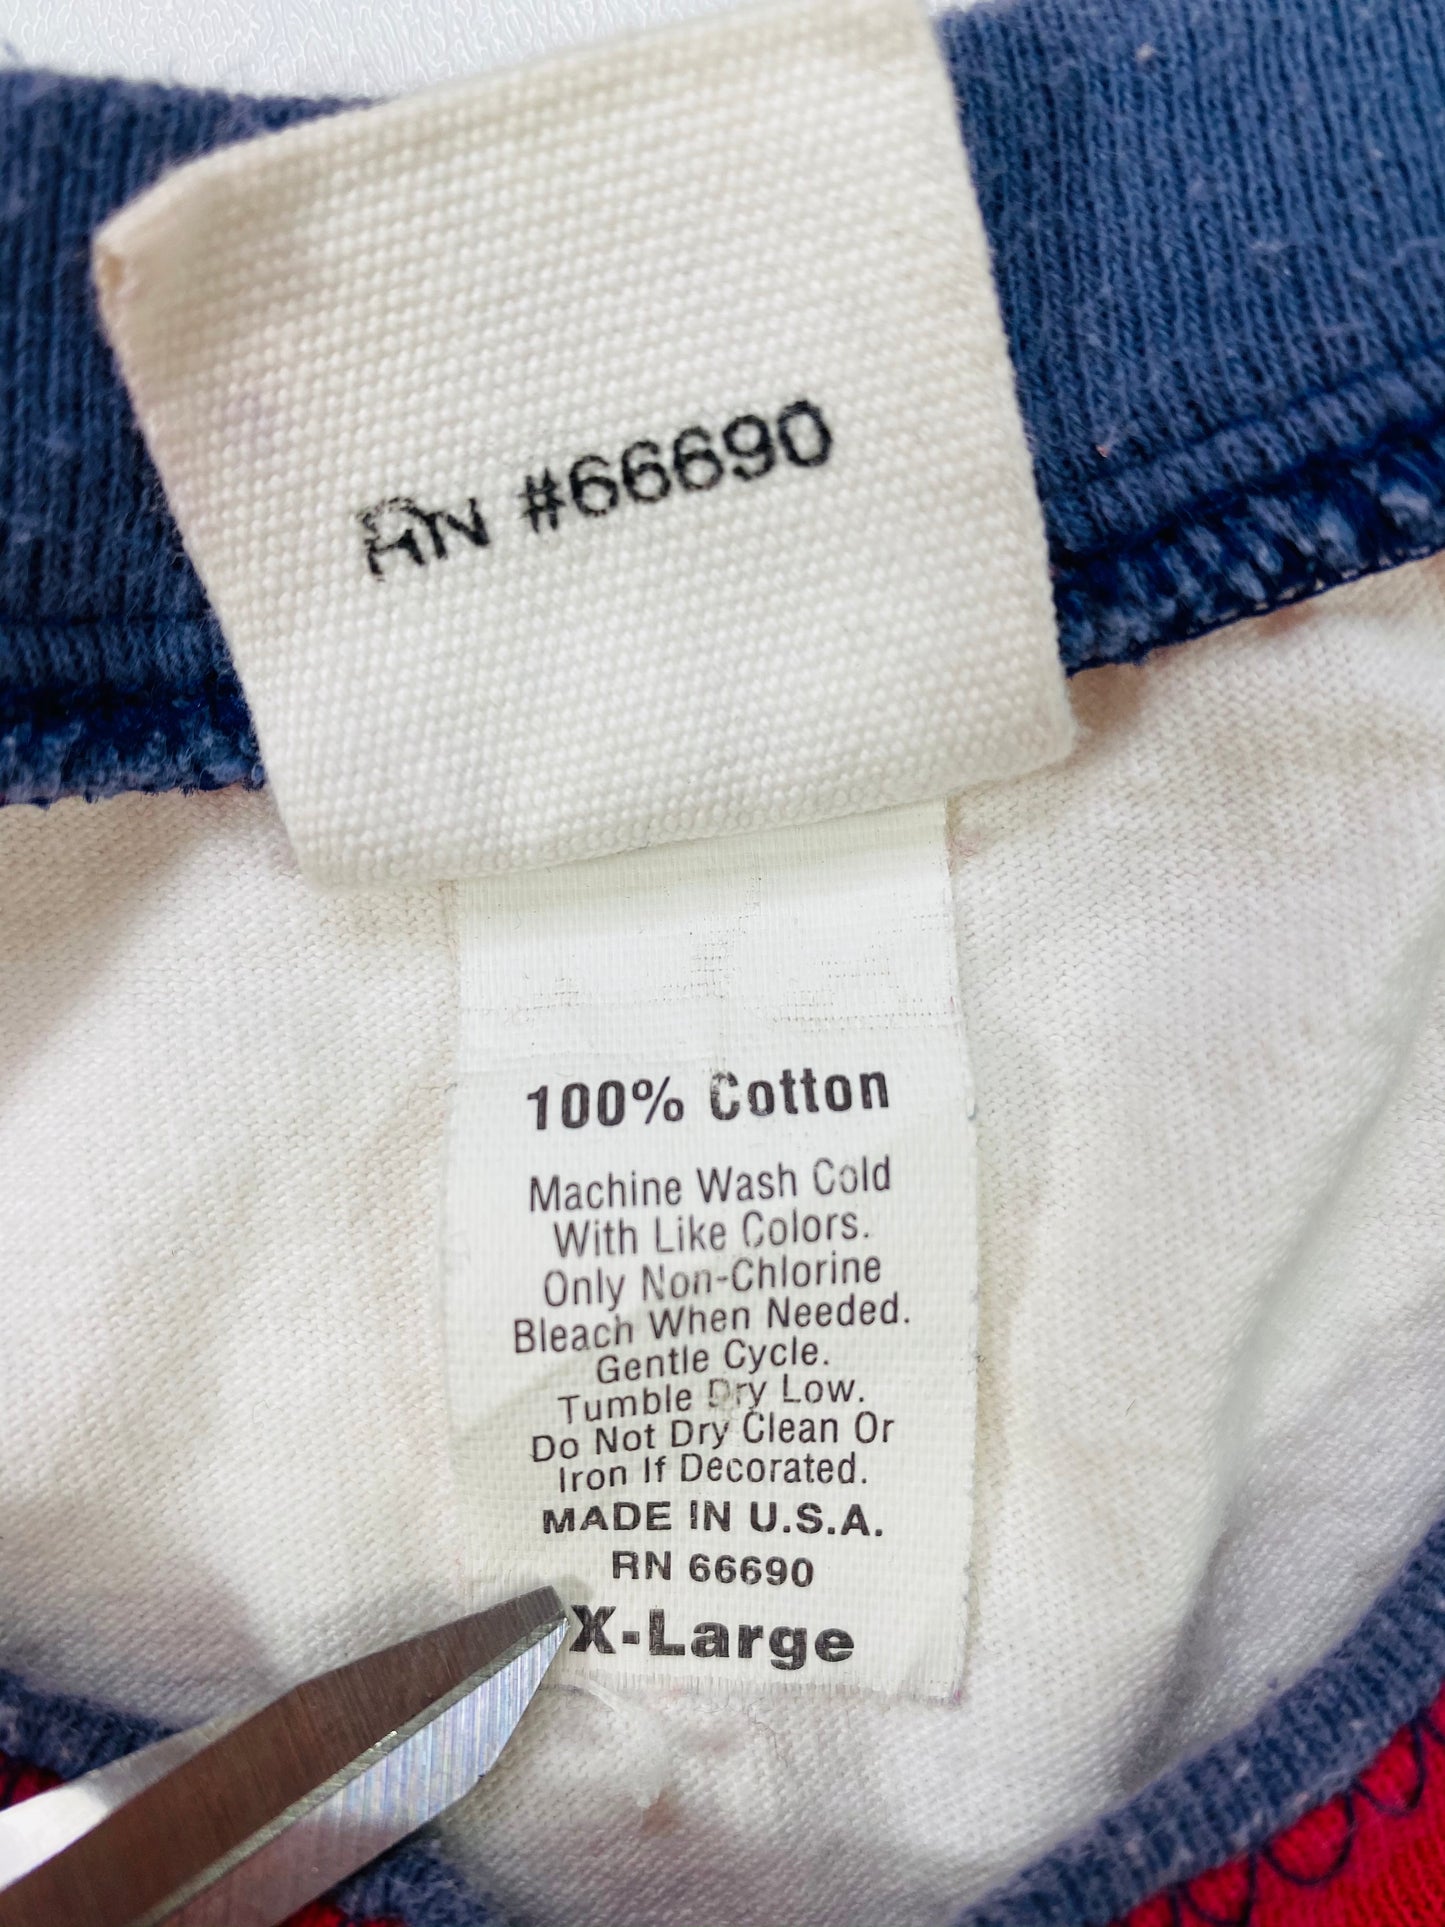 RN #66690
100% Cotton
Machine Wash Cold
With Like Colors.
Only Non-Chlorine
Bleach When Needed.
Gentle Cycle.
Tumble Dry Low.
Do Not Dry Clean Or
Iron If Decorated.
MADE IN U.S.A.
RN 66690
X-Large